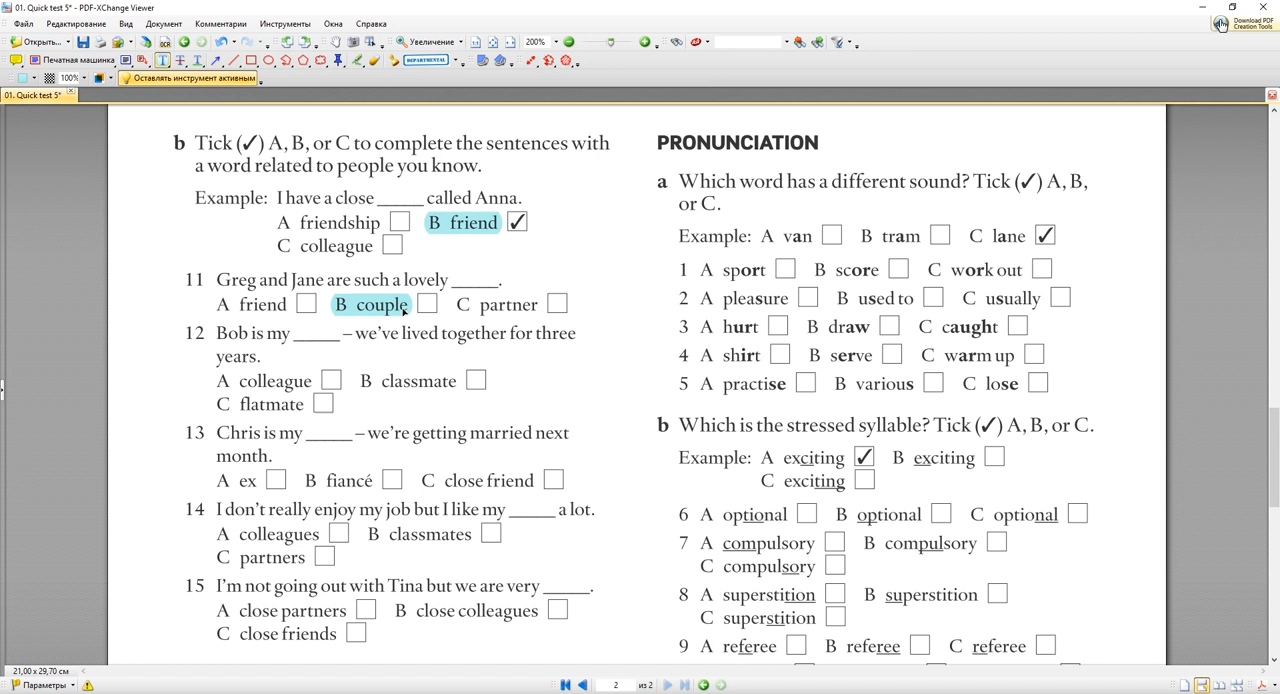 01. Quick test 5* - PDF-XChange Viewer
Файл Редактирование Вид Документ Комментарии Инструменты Окна Справка
Download PDF
Creation Tools
Открыть... OCR Увеличение 200%
Печатная машинка DEPARTMENTAL
100% Оставлять инструмент активным
01. Quick test 5*
b Tick (✓) A, B, or C to complete the sentences with
a word related to people you know.
Example: I have a close _____ called Anna.
A friendship B friend ✓
C colleague
11 Greg and Jane are such a lovely _____.
A friend B couple C partner
12 Bob is my _____ – we've lived together for three
years.
A colleague B classmate
C flatmate
13 Chris is my _____ – we're getting married next
month.
A ex B fiancé C close friend
14 I don't really enjoy my job but I like my _____ a lot.
A colleagues B classmates
C partners
15 I'm not going out with Tina but we are very _____.
A close partners B close colleagues
C close friends
PRONUNCIATION
a Which word has a different sound? Tick (✓) A, B,
or C.
Example: A van B tram C lane ✓
1 A sport B score C work out
2 A pleasure B used to C usually
3 A hurt B draw C caught
4 A shirt B serve C warm up
5 A practise B various C lose
b Which is the stressed syllable? Tick (✓) A, B, or C.
Example: A exciting ✓ B exciting
C exciting
6 A optional B optional C optional
7 A compulsory B compulsory
C compulsory
8 A superstition B superstition
C superstition
9 A referee B referee C referee
21,00 x 29,70 см
Параметры 2 из 2